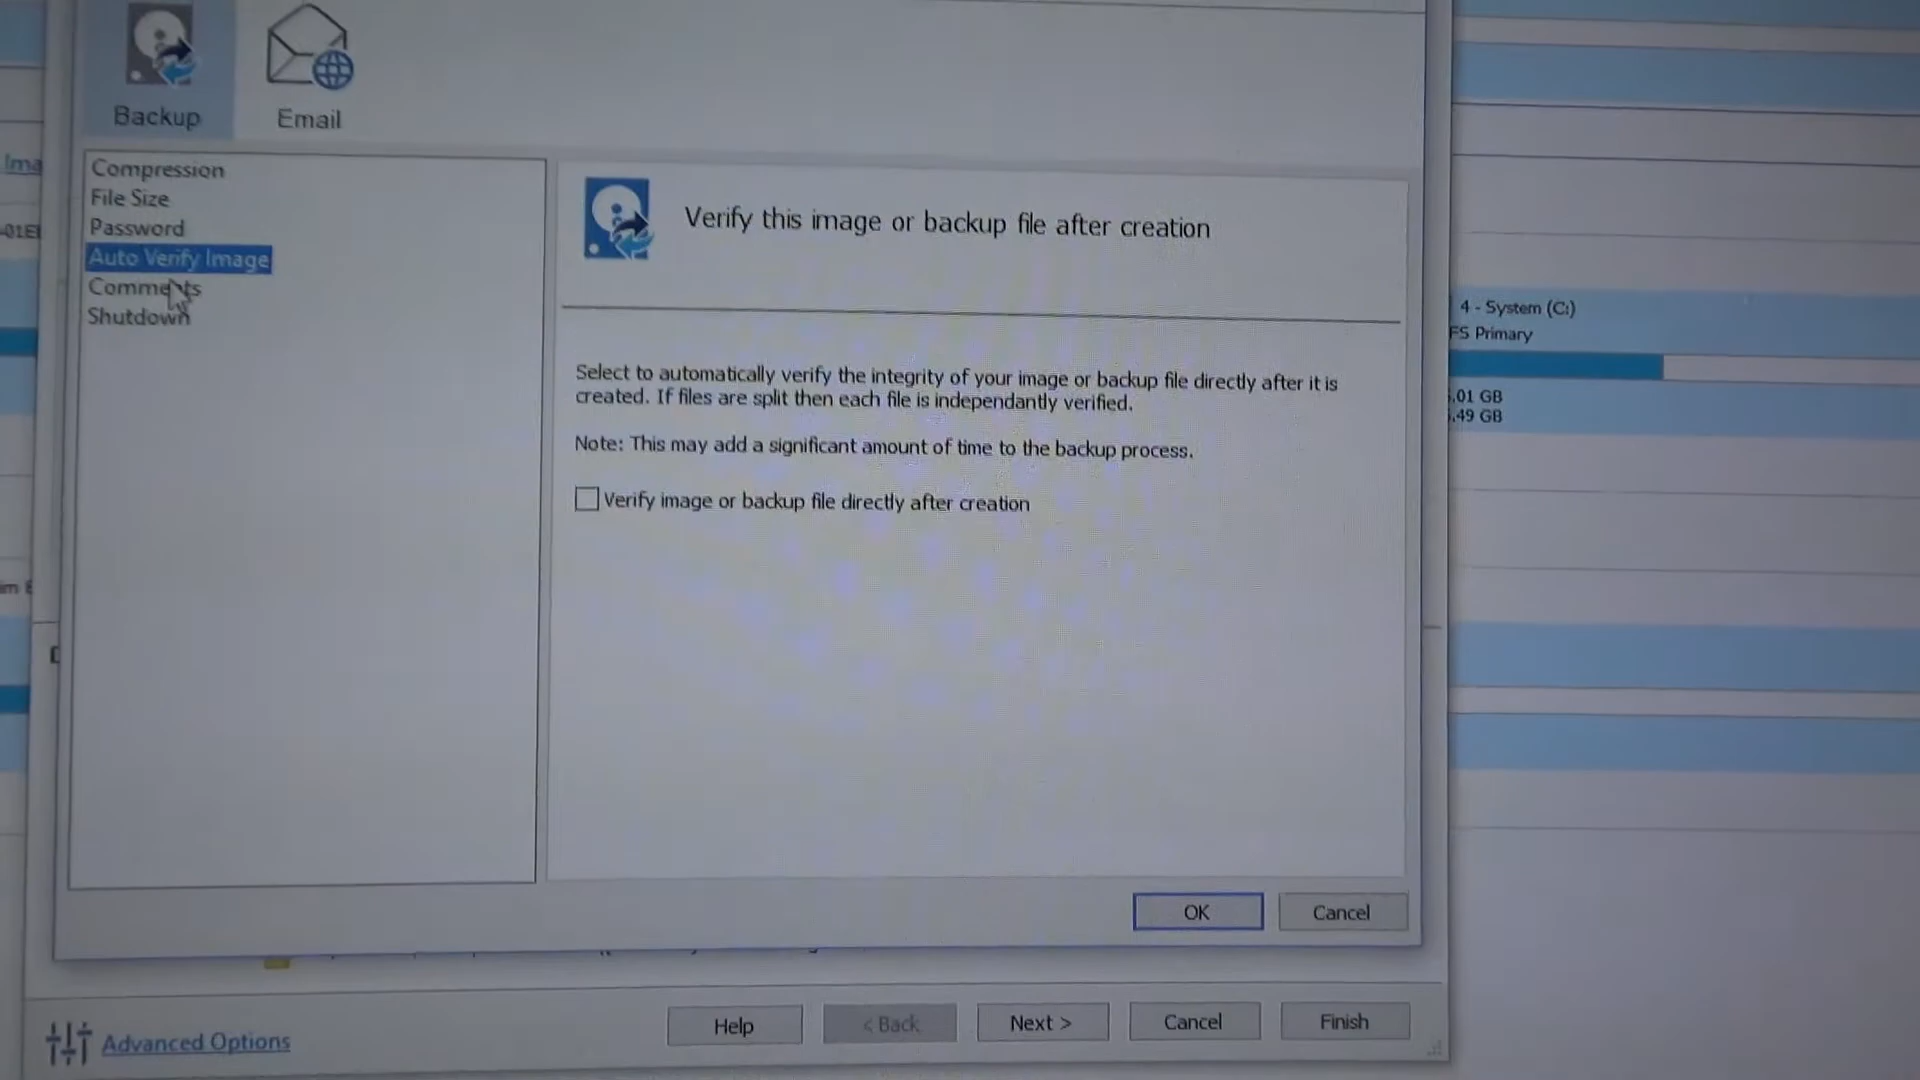 Backup
Email
Ima
-01E
Compression
File Size
Password
Auto Verify Image
Comments
Shutdown
Verify this image or backup file after creation
Select to automatically verify the integrity of your image or backup file directly after it is
created. If files are split then each file is independantly verified.
Note: This may add a significant amount of time to the backup process.
Verify image or backup file directly after creation
4 - System (C:)
FS Primary
.01 GB
.49 GB
OK
Cancel
Advanced Options
Help
< Back
Next >
Cancel
Finish